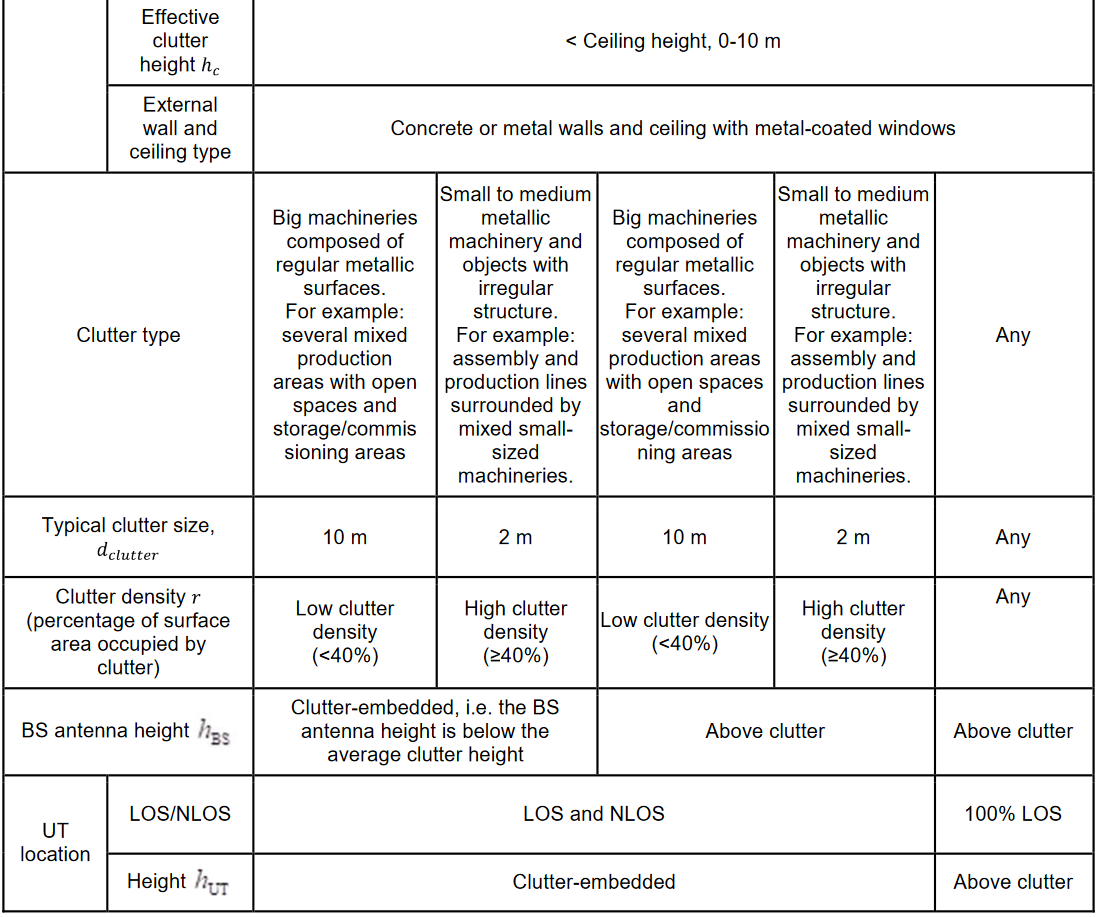 Effective
clutter
height h_c
< Ceiling height, 0-10 m
External
wall and
ceiling type
Concrete or metal walls and ceiling with metal-coated windows
Clutter type
Big machineries
composed of
regular metallic
surfaces.
For example:
several mixed
production
areas with open
spaces and
storage/commis
sioning areas
Small to medium
metallic
machinery and
objects with
irregular
structure.
For example:
assembly and
production lines
surrounded by
mixed small-
sized
machineries.
Big machineries
composed of
regular metallic
surfaces.
For example:
several mixed
production areas
with open spaces
and
storage/commissio
ning areas
Small to medium
metallic
machinery and
objects with
irregular
structure.
For example:
assembly and
production lines
surrounded by
mixed small-
sized
machineries.
Any
Typical clutter size,
d_clutter
10 m
2 m
10 m
2 m
Any
Clutter density r
(percentage of surface
area occupied by
clutter)
Low clutter
density
(<40%)
High clutter
density
(≥40%)
Low clutter density
(<40%)
High clutter
density
(≥40%)
Any
BS antenna height h_BS
Clutter-embedded, i.e. the BS
antenna height is below the
average clutter height
Above clutter
Above clutter
UT
location
LOS/NLOS
LOS and NLOS
100% LOS
Height h_UT
Clutter-embedded
Above clutter